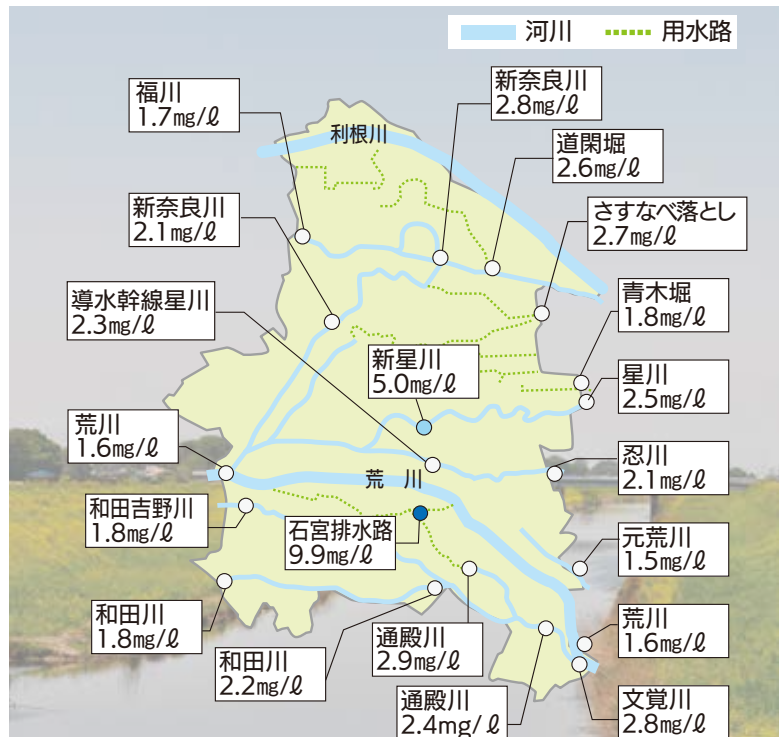 河川 用水路
福川
1.7㎎/ℓ
新奈良川
2.8㎎/ℓ
利根川
道閑堀
2.6㎎/ℓ
新奈良川
2.1㎎/ℓ
さすなべ落とし
2.7㎎/ℓ
導水幹線星川
2.3㎎/ℓ
青木堀
1.8㎎/ℓ
新星川
5.0㎎/ℓ
星川
2.5㎎/ℓ
荒川
1.6㎎/ℓ
忍川
2.1㎎/ℓ
荒川
和田吉野川
1.8㎎/ℓ
石宮排水路
9.9㎎/ℓ
元荒川
1.5㎎/ℓ
和田川
1.8㎎/ℓ
荒川
1.6㎎/ℓ
和田川
2.2㎎/ℓ
通殿川
2.9㎎/ℓ
通殿川
2.4mg/ℓ
文覚川
2.8㎎/ℓ